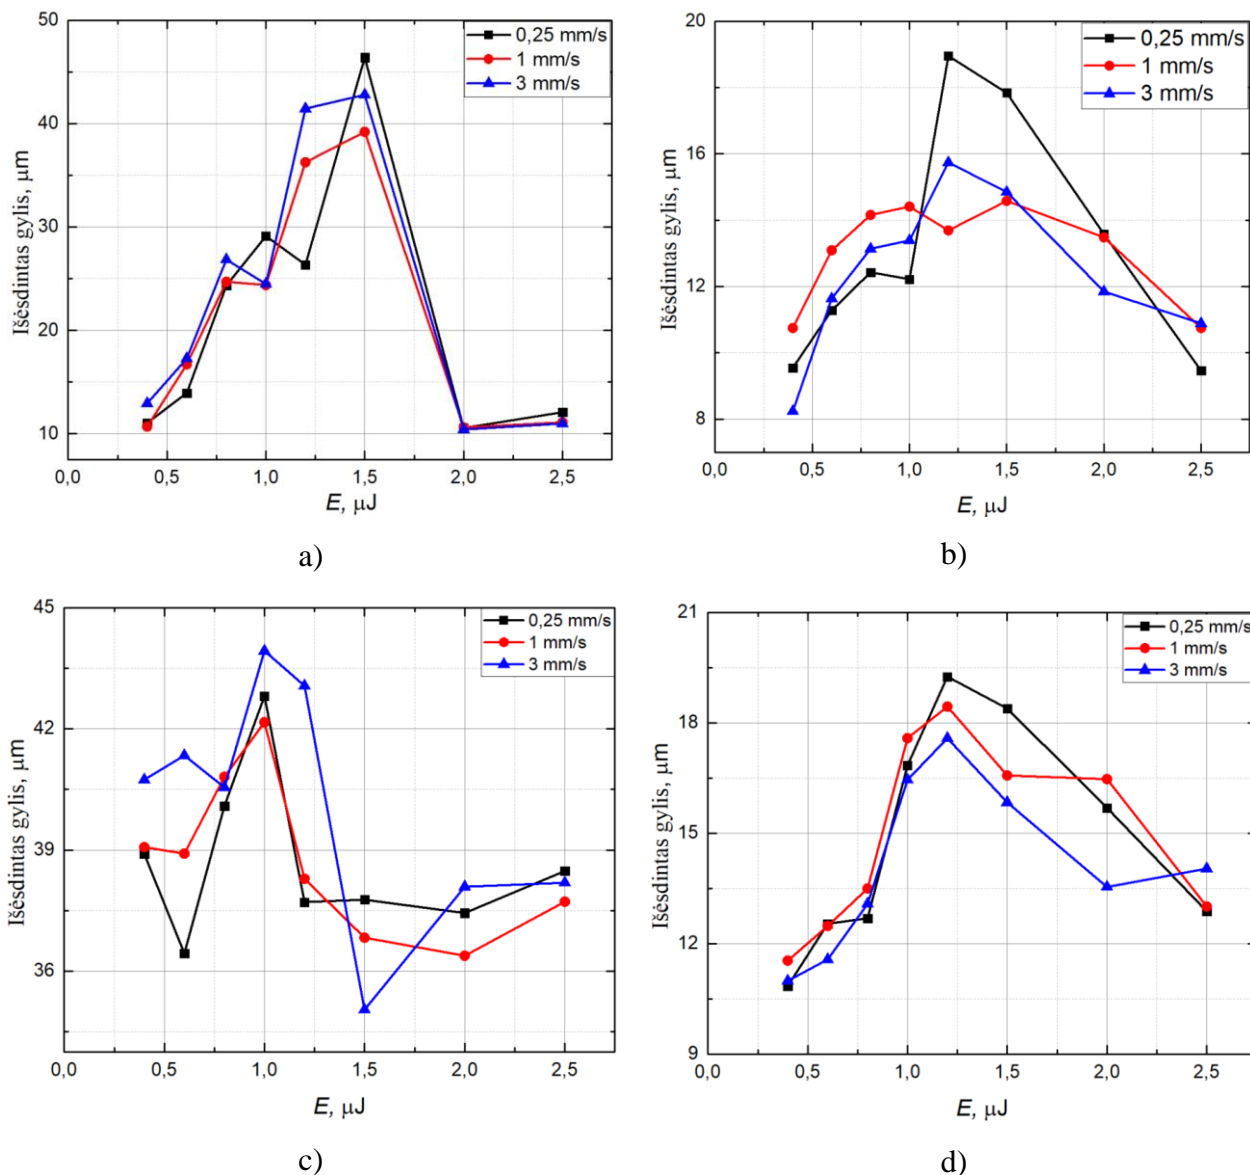 50
40
30
20
10
Išėsdintas gylis, µm
0,25 mm/s
1 mm/s
3 mm/s
0,0 0,5 1,0 1,5 2,0 2,5
E, µJ
a)
20
16
12
8
Išėsdintas gylis, µm
0,25 mm/s
1 mm/s
3 mm/s
0,0 0,5 1,0 1,5 2,0 2,5
E, µJ
b)
45
42
39
36
Išėsdintas gylis, µm
0,25 mm/s
1 mm/s
3 mm/s
0,0 0,5 1,0 1,5 2,0 2,5
E, µJ
c)
21
18
15
12
9
Išėsdintas gylis, µm
0,25 mm/s
1 mm/s
3 mm/s
0,0 0,5 1,0 1,5 2,0 2,5
E, µJ
d)